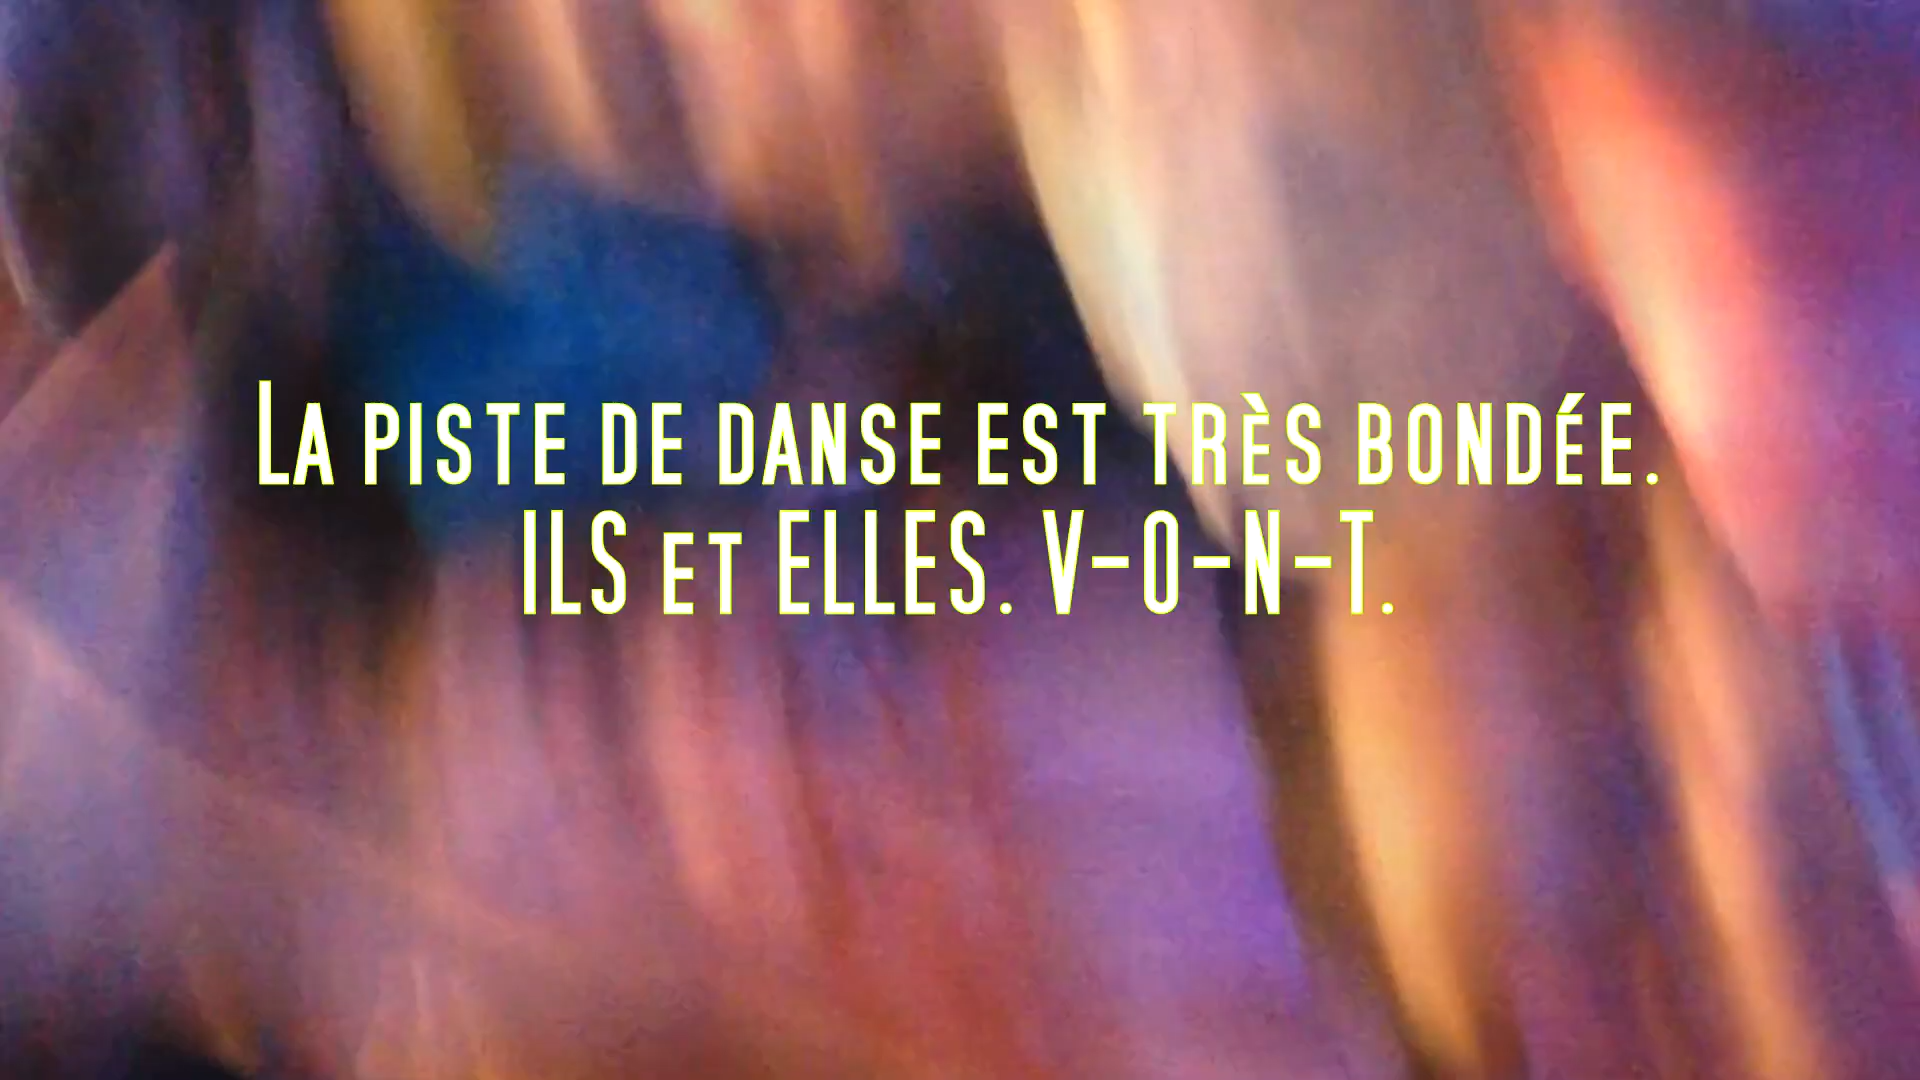 La piste de danse est très bondée.
ILS et ELLES. V-O-N-T.